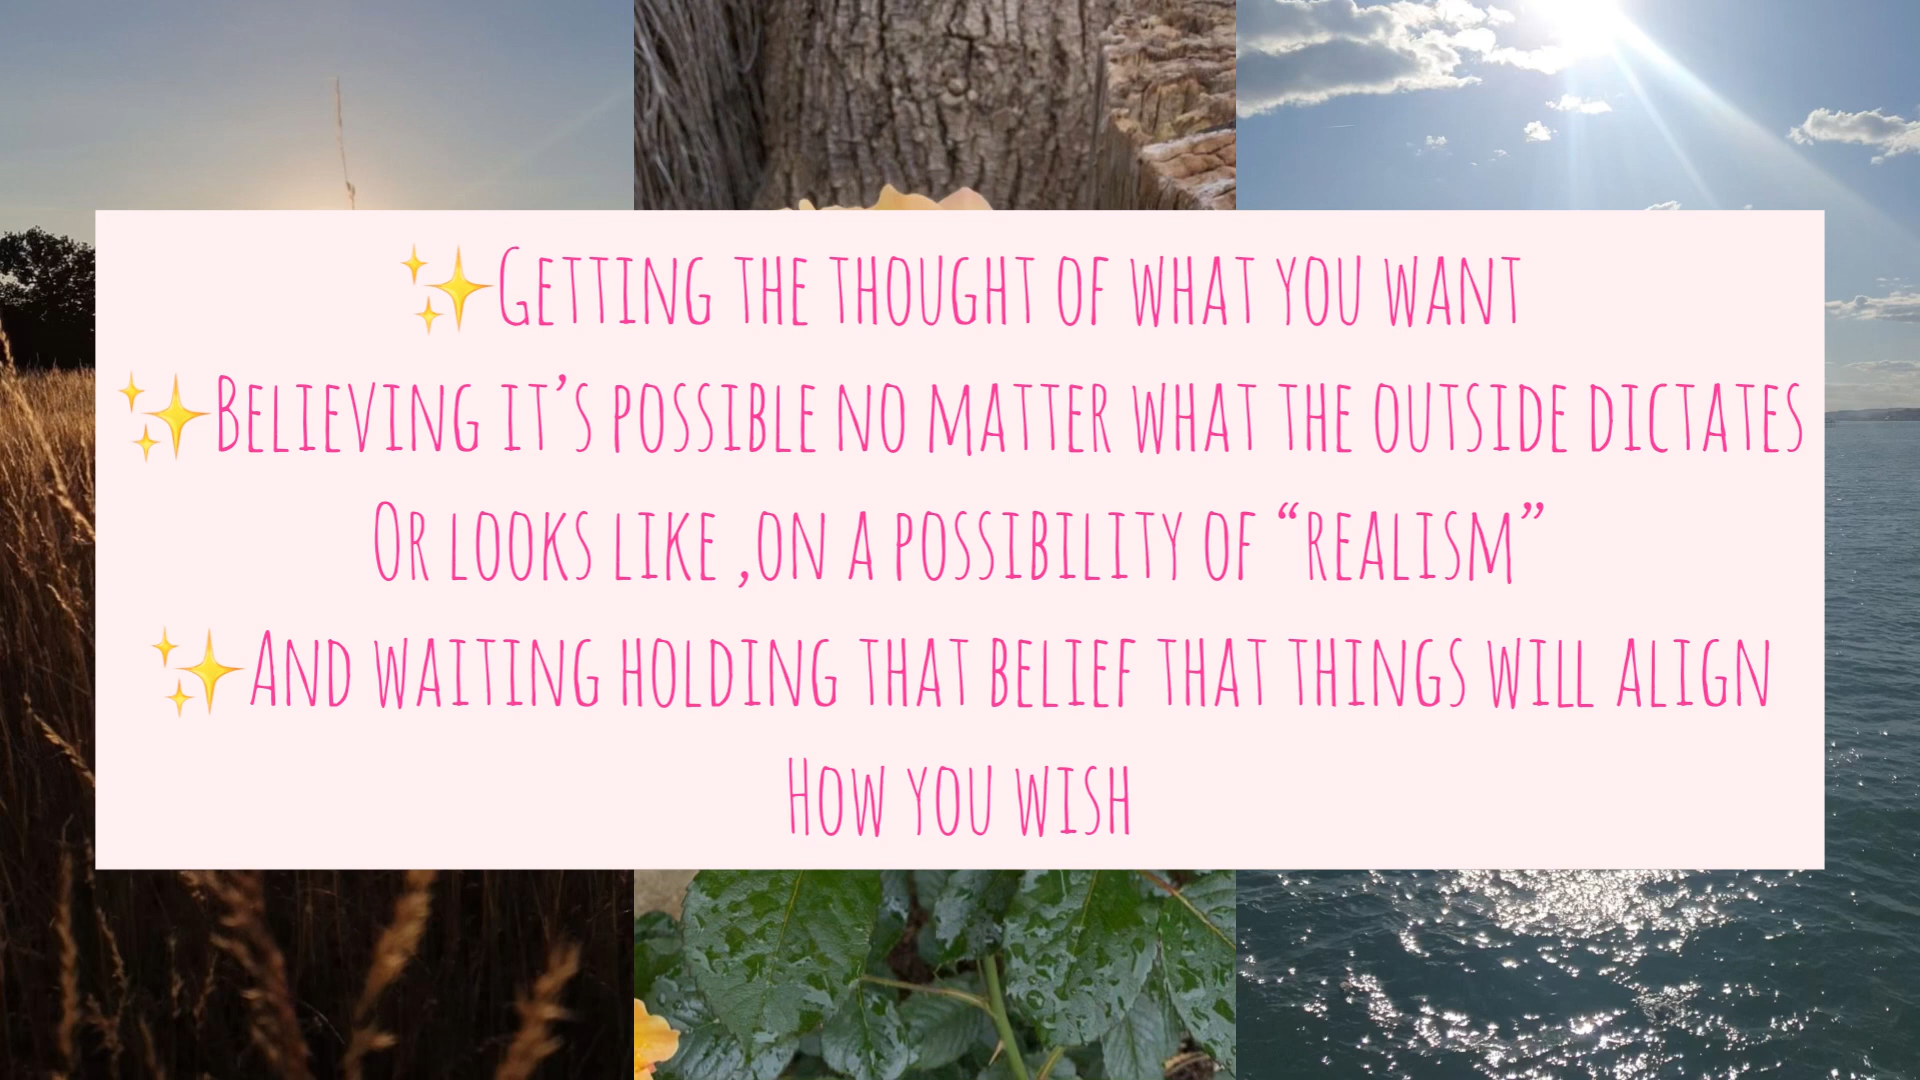 ✨Getting the thought of what you want
✨Believing it’s possible no matter what the outside dictates
Or looks like ,on a possibility of “realism”
✨And waiting holding that belief that things will align
How you wish